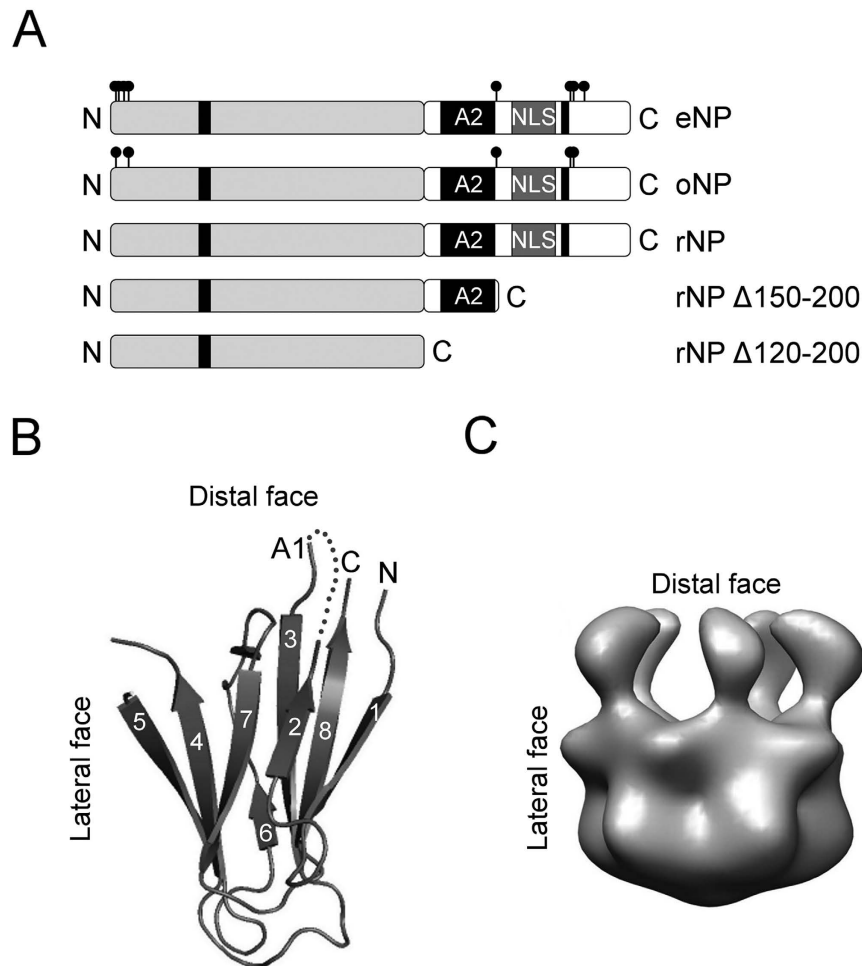 A
N A2 NLS C eNP
N A2 NLS C oNP
N A2 NLS C rNP
N A2 C rNP Δ150-200
N C rNP Δ120-200
B
C
Distal face
A1 C N
3
5 4 7 2 8 1
6
Lateral face
Distal face
Lateral face